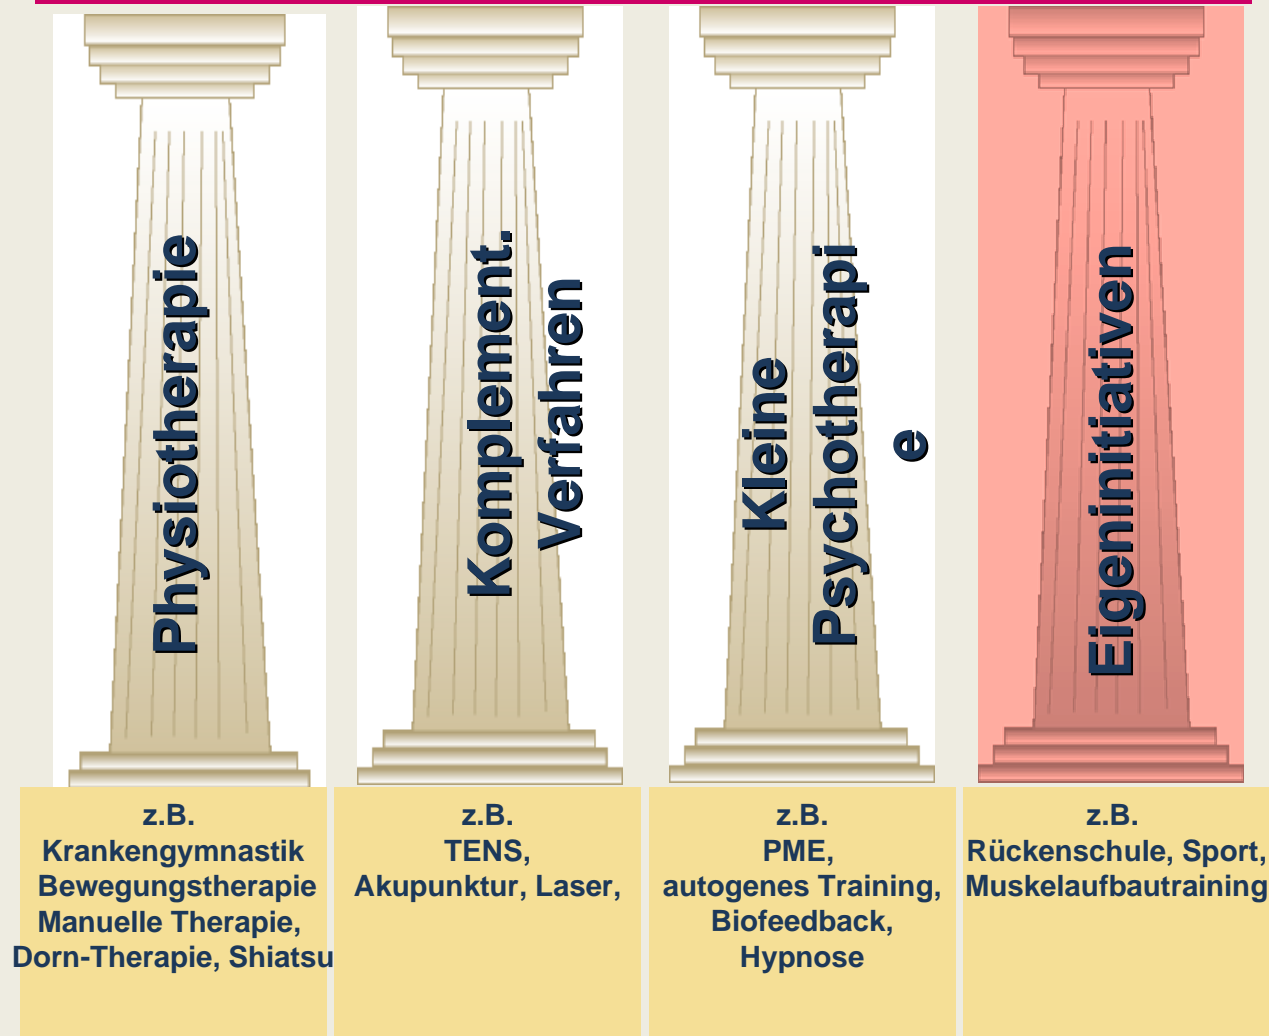 Physiotherapie
Komplement.
Verfahren
Kleine
Psychotherapi
e
Eigeninitiativen
z.B.
Krankengymnastik
Bewegungstherapie
Manuelle Therapie,
Dorn-Therapie, Shiatsu
z.B.
TENS,
Akupunktur, Laser,
z.B.
PME,
autogenes Training,
Biofeedback,
Hypnose
z.B.
Rückenschule, Sport,
Muskelaufbautraining